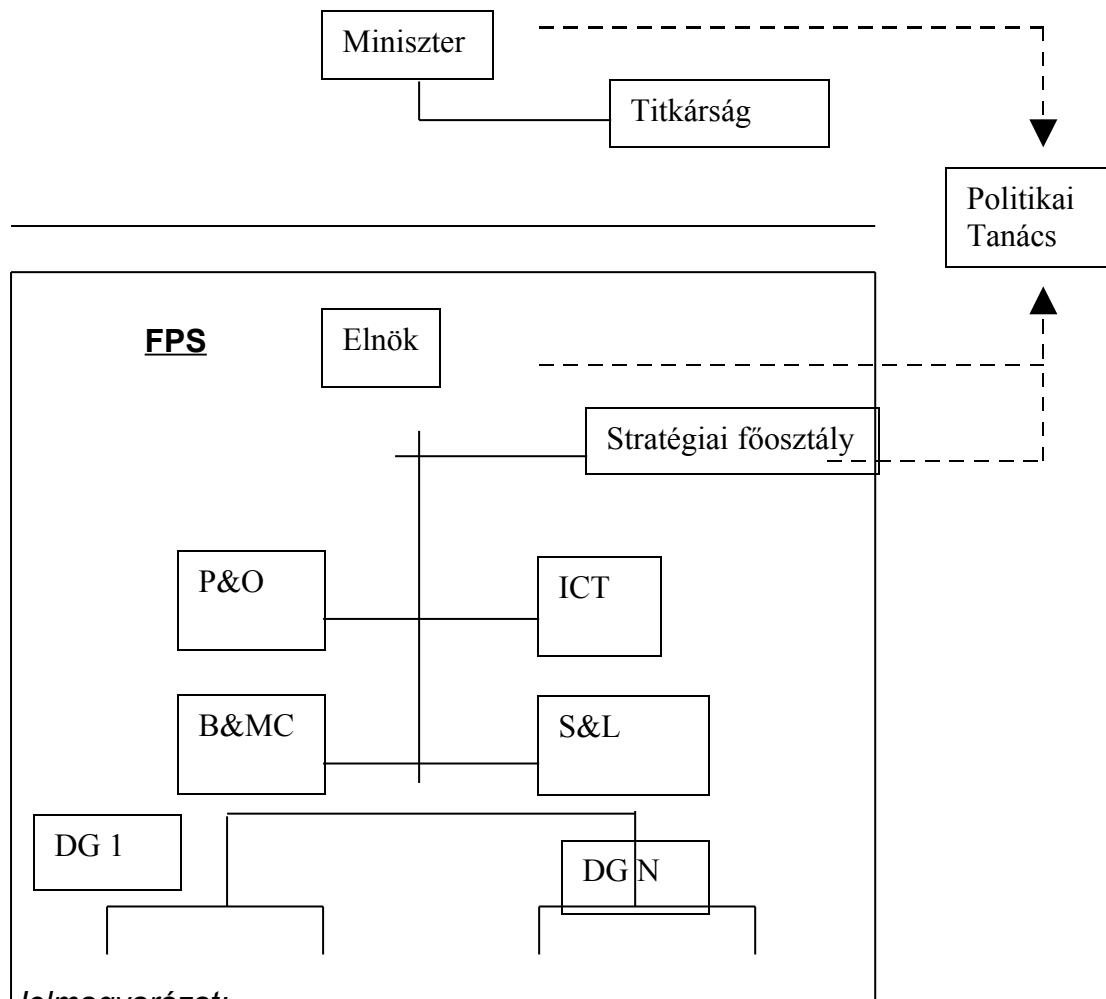 Miniszter
Titkárság
Politikai
Tanács
FPS
Elnök
Stratégiai főosztály
P&O
ICT
B&MC
S&L
DG 1
DG N